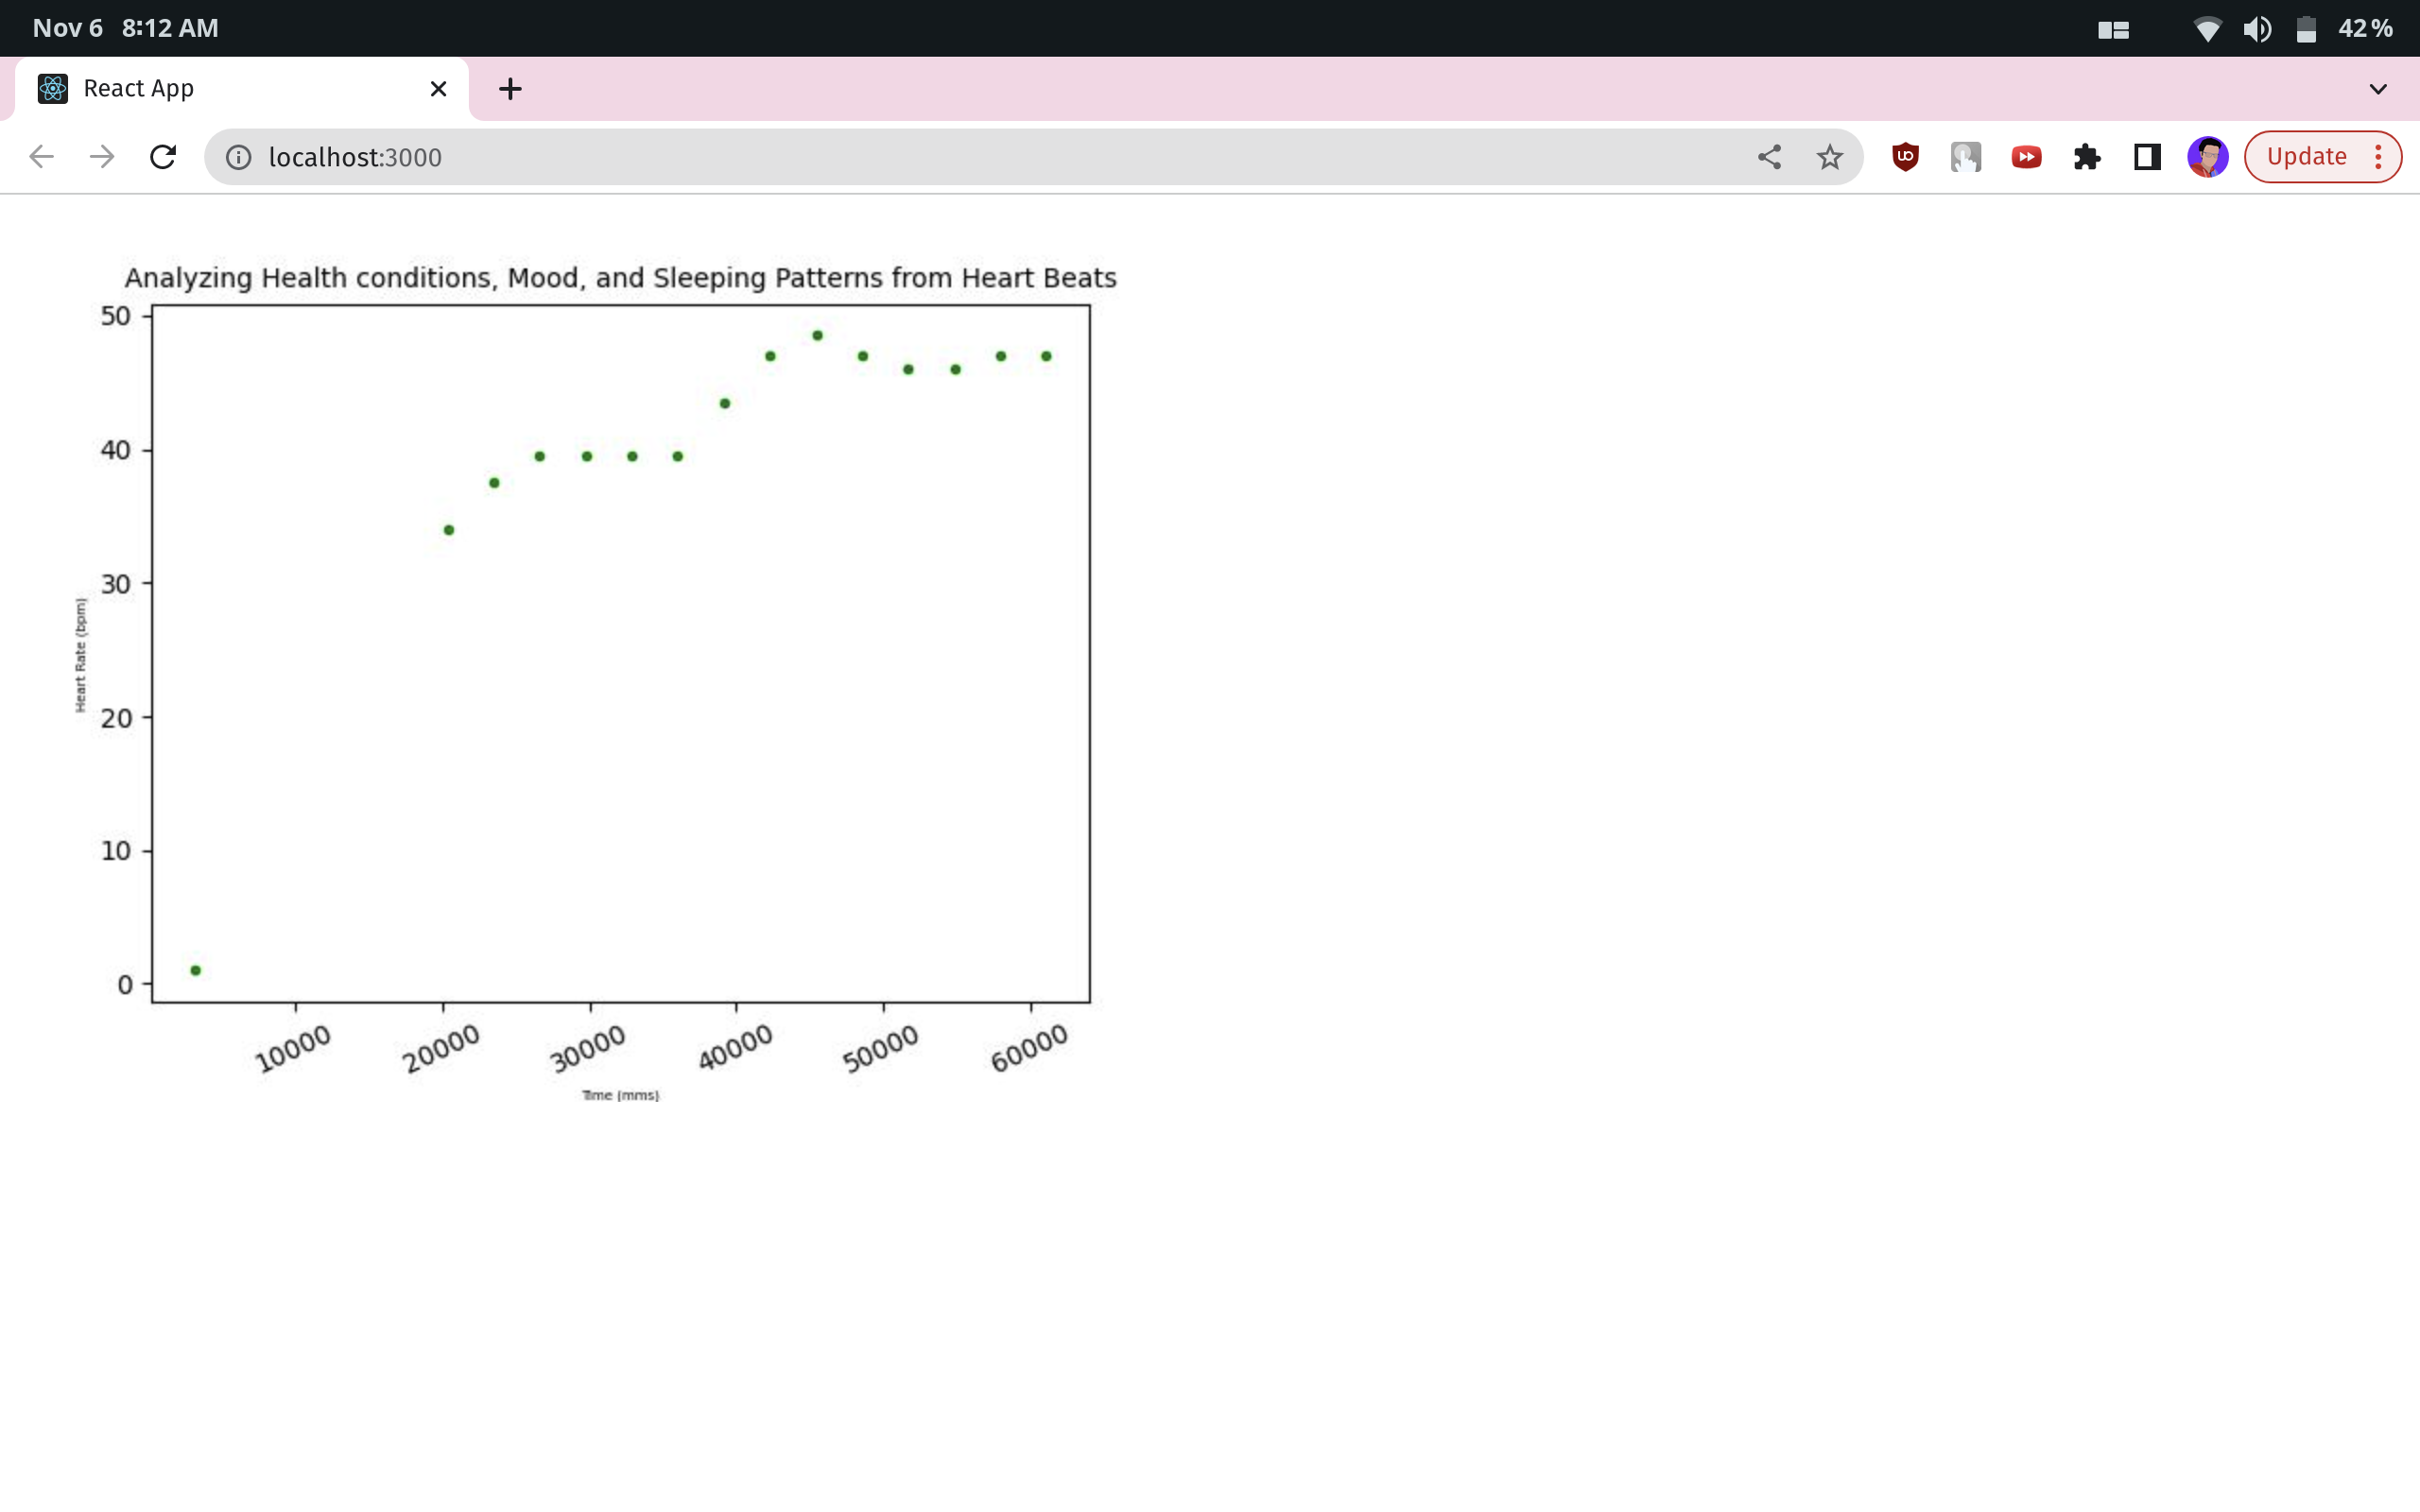 Nov 6 8:12 AM
42 %
React App
localhost:3000
Update
Analyzing Health conditions, Mood, and Sleeping Patterns from Heart Beats
50
40
30
20
10
0
Heart Rate (bpm)
10000 20000 30000 40000 50000 60000
Time (mms)